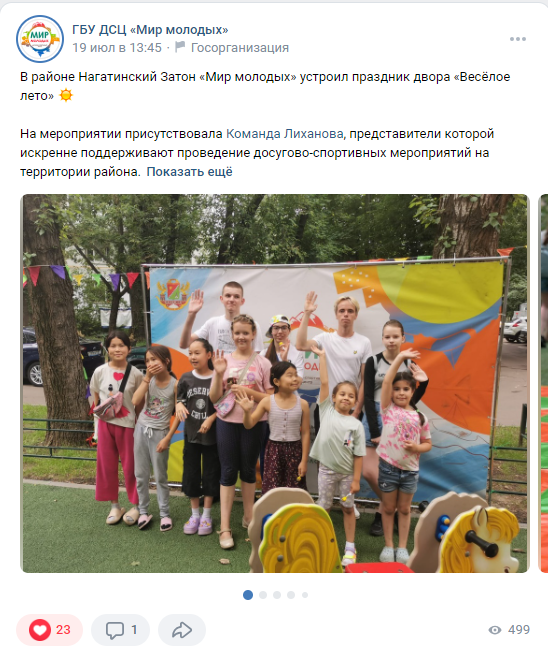 МИР
МОЛОДЫХ
ГБУ ДСЦ «Мир молодых»
19 июл в 13:45 · Госорганизация
В районе Нагатинский Затон «Мир молодых» устроил праздник двора «Весёлое
лето» 🌞
На мероприятии присутствовала Команда Лиханова, представители которой
искренне поддерживают проведение досугово-спортивных мероприятий на
территории района. Показать ещё
23
1
499